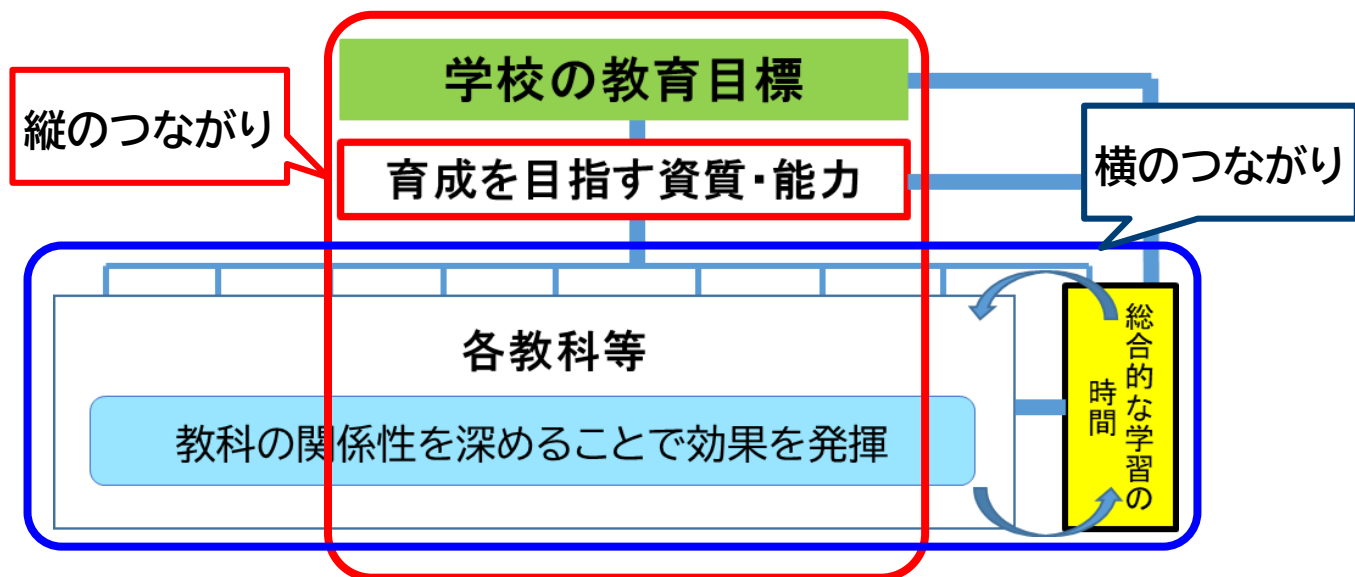 学校の教育目標
縦のつながり
横のつながり
育成を目指す資質・能力
各教科等
教科の関係性を深めることで効果を発揮
総合的な学習の
時間